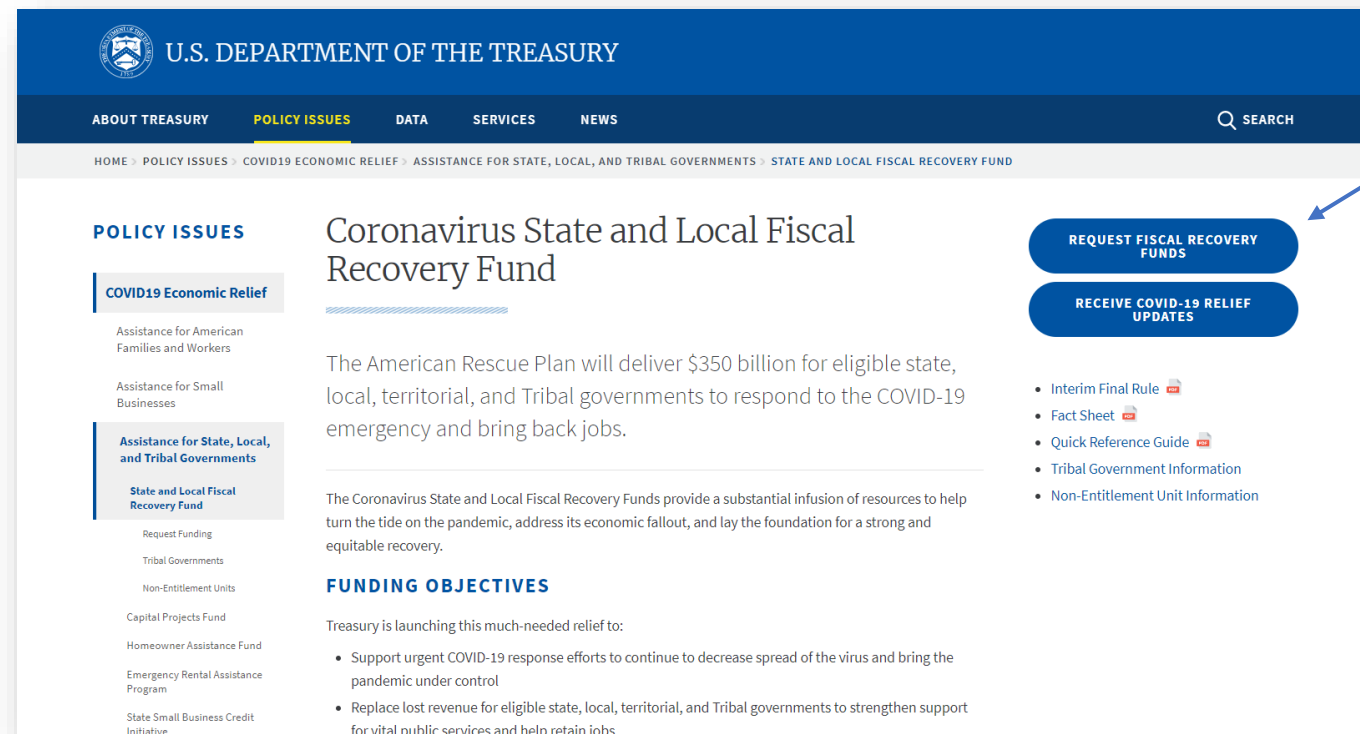 U.S. DEPARTMENT OF THE TREASURY
ABOUT TREASURY POLICY ISSUES DATA SERVICES NEWS SEARCH
HOME > POLICY ISSUES > COVID19 ECONOMIC RELIEF > ASSISTANCE FOR STATE, LOCAL, AND TRIBAL GOVERNMENTS > STATE AND LOCAL FISCAL RECOVERY FUND
POLICY ISSUES
COVID19 Economic Relief
Assistance for American
Families and Workers
Assistance for Small
Businesses
Assistance for State, Local,
and Tribal Governments
State and Local Fiscal
Recovery Fund
Request Funding
Tribal Governments
Non-Entitlement Units
Capital Projects Fund
Homeowner Assistance Fund
Emergency Rental Assistance
Program
State Small Business Credit
Initiative
Coronavirus State and Local Fiscal
Recovery Fund
The American Rescue Plan will deliver $350 billion for eligible state,
local, territorial, and Tribal governments to respond to the COVID-19
emergency and bring back jobs.
The Coronavirus State and Local Fiscal Recovery Funds provide a substantial infusion of resources to help
turn the tide on the pandemic, address its economic fallout, and lay the foundation for a strong and
equitable recovery.
FUNDING OBJECTIVES
Treasury is launching this much-needed relief to:
• Support urgent COVID-19 response efforts to continue to decrease spread of the virus and bring the
pandemic under control
• Replace lost revenue for eligible state, local, territorial, and Tribal governments to strengthen support
for vital public services and help retain jobs
REQUEST FISCAL RECOVERY
FUNDS
RECEIVE COVID-19 RELIEF
UPDATES
• Interim Final Rule
• Fact Sheet
• Quick Reference Guide
• Tribal Government Information
• Non-Entitlement Unit Information